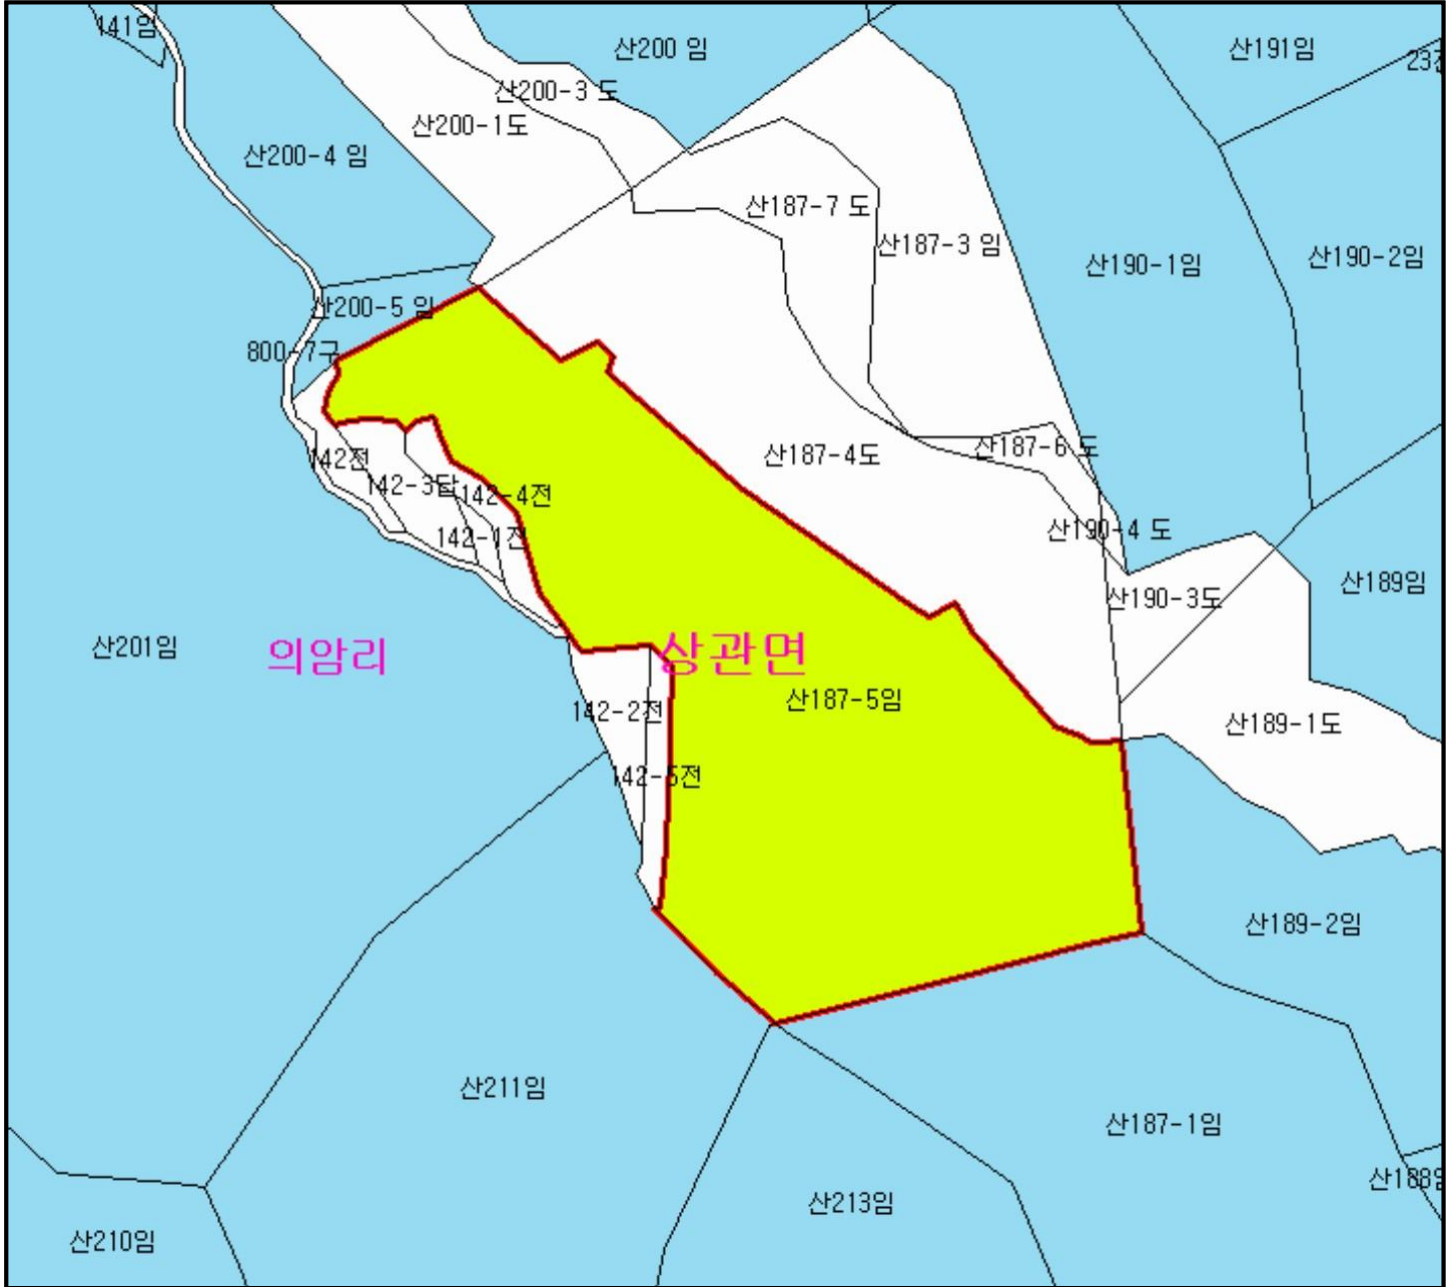 141임
산200 임
산191임
산200-3 도
산200-1도
산200-4 임
산187-7 도
산187-3 임
산190-1임
산190-2임
산200-5 임
800-7구
산187-4도
산187-6 도
142전
142-3답
142-4전
142-1전
산190-4 도
산190-3도
산189임
산201임
의암리
상관면
산187-5임
142-2전
산189-1도
142-5전
산189-2임
산211임
산187-1임
산188임
산213임
산210임